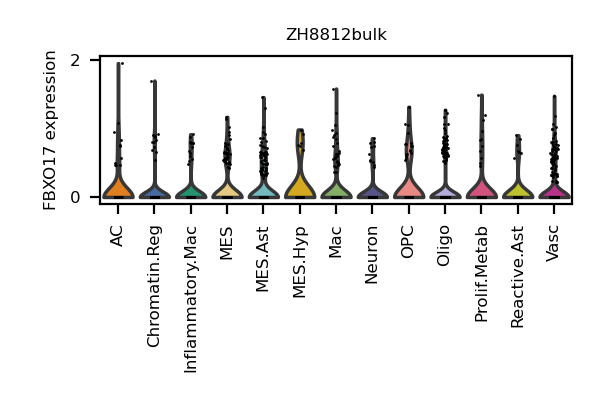 ZH8812bulk
FBXO17 expression
2
0
AC
Chromatin.Reg
Inflammatory.Mac
MES
MES.Ast
MES.Hyp
Mac
Neuron
OPC
Oligo
Prolif.Metab
Reactive.Ast
Vasc